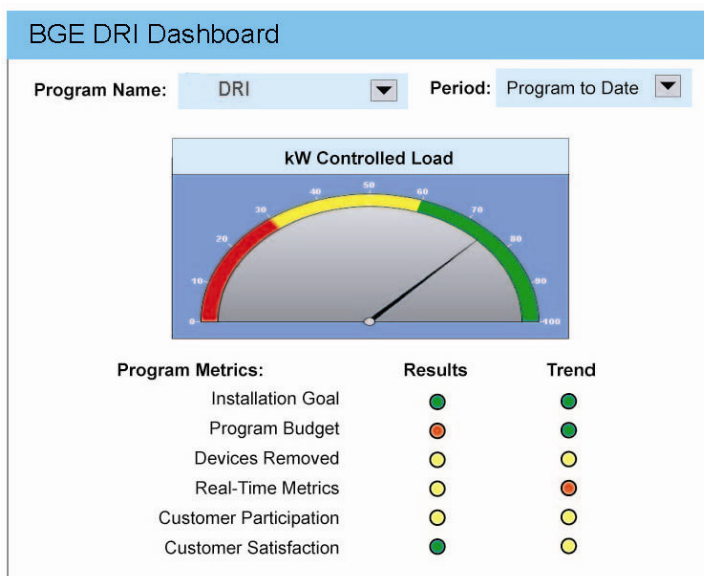 BGE DRI Dashboard
Program Name: DRI Period: Program to Date
kW Controlled Load
0 10 20 30 40 50 60 70 80 90 100
Program Metrics: Results Trend
Installation Goal
Program Budget
Devices Removed
Real-Time Metrics
Customer Participation
Customer Satisfaction